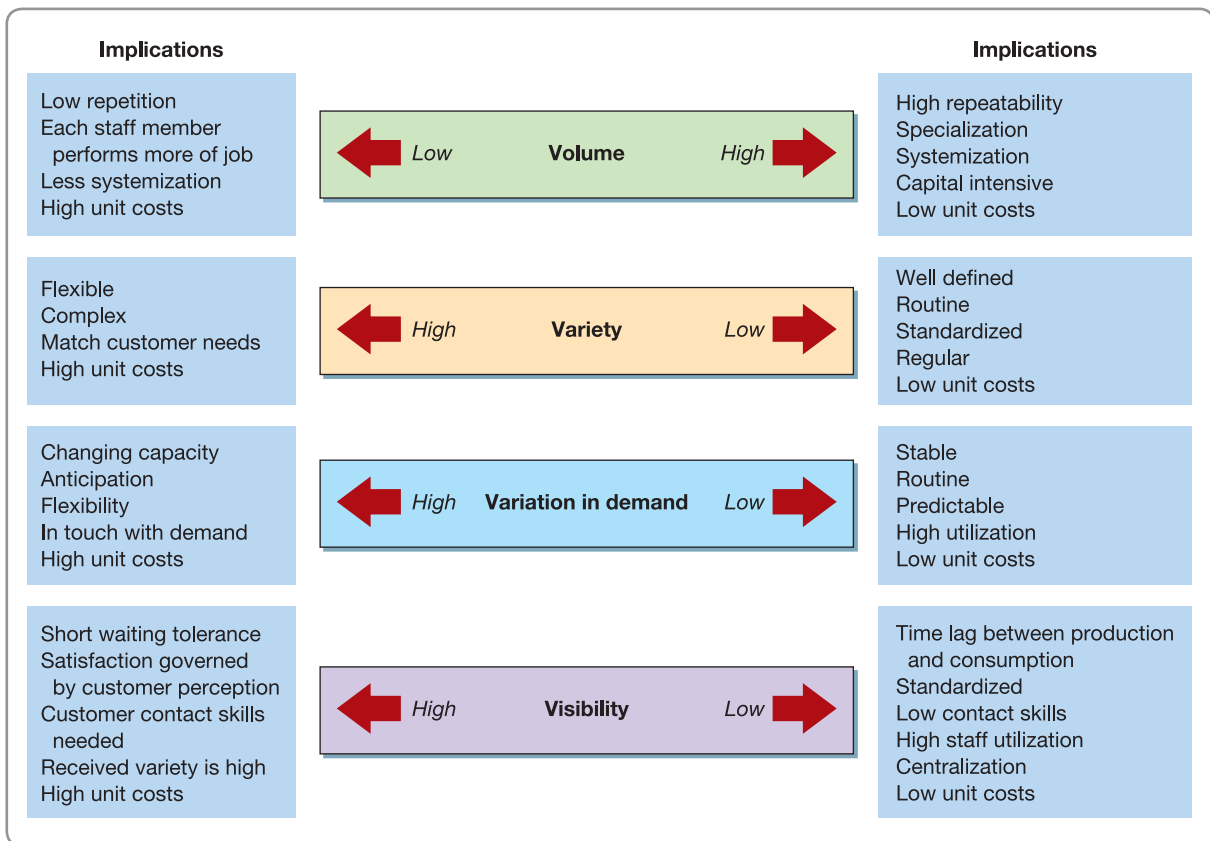 Implications
Implications
Low repetition
Each staff member
performs more of job
Less systemization
High unit costs
Low Volume High
High repeatability
Specialization
Systemization
Capital intensive
Low unit costs
Flexible
Complex
Match customer needs
High unit costs
High Variety Low
Well defined
Routine
Standardized
Regular
Low unit costs
Changing capacity
Anticipation
Flexibility
In touch with demand
High unit costs
High Variation in demand Low
Stable
Routine
Predictable
High utilization
Low unit costs
Short waiting tolerance
Satisfaction governed
by customer perception
Customer contact skills
needed
Received variety is high
High unit costs
High Visibility Low
Time lag between production
and consumption
Standardized
Low contact skills
High staff utilization
Centralization
Low unit costs